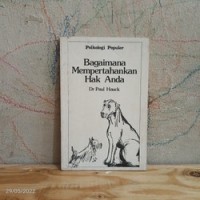 Psikologi Populer
Bagaimana
Mempertahankan
Hak Anda
Dr Paul Hauck